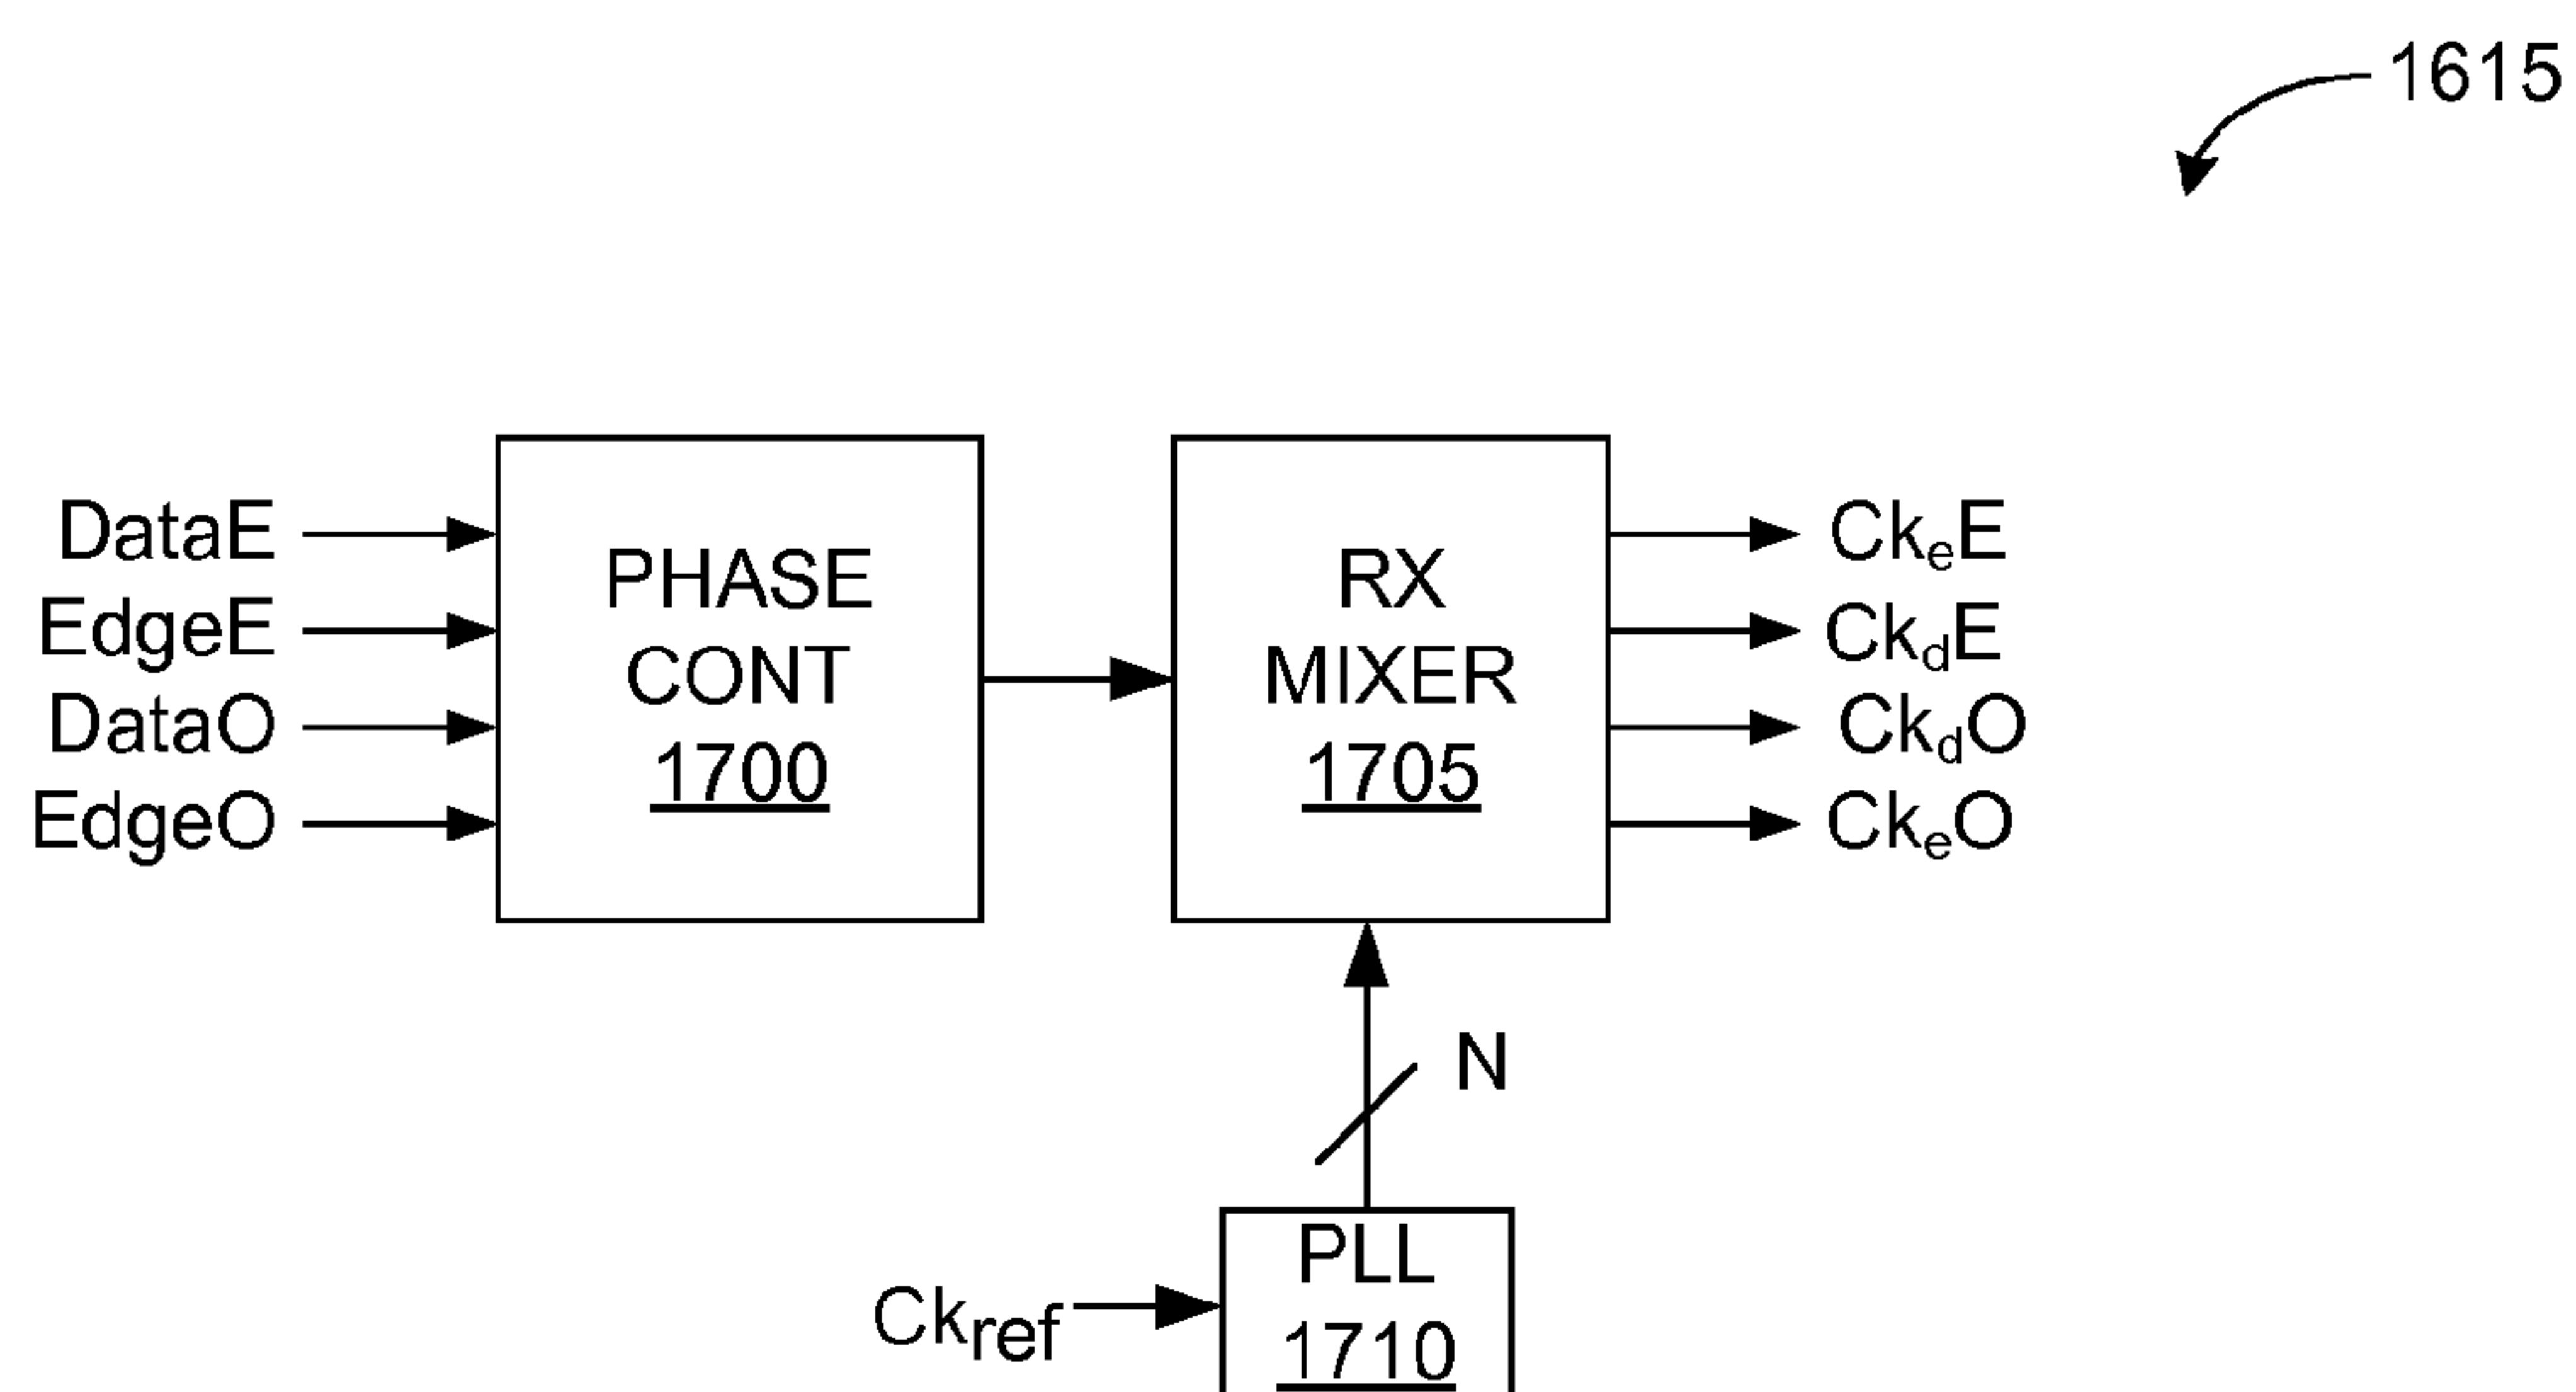 1615
DataE
EdgeE
DataO
EdgeO
PHASE
CONT
1700
RX
MIXER
1705
CkeE
CkdE
CkdO
CkeO
N
Ckref
PLL
1710